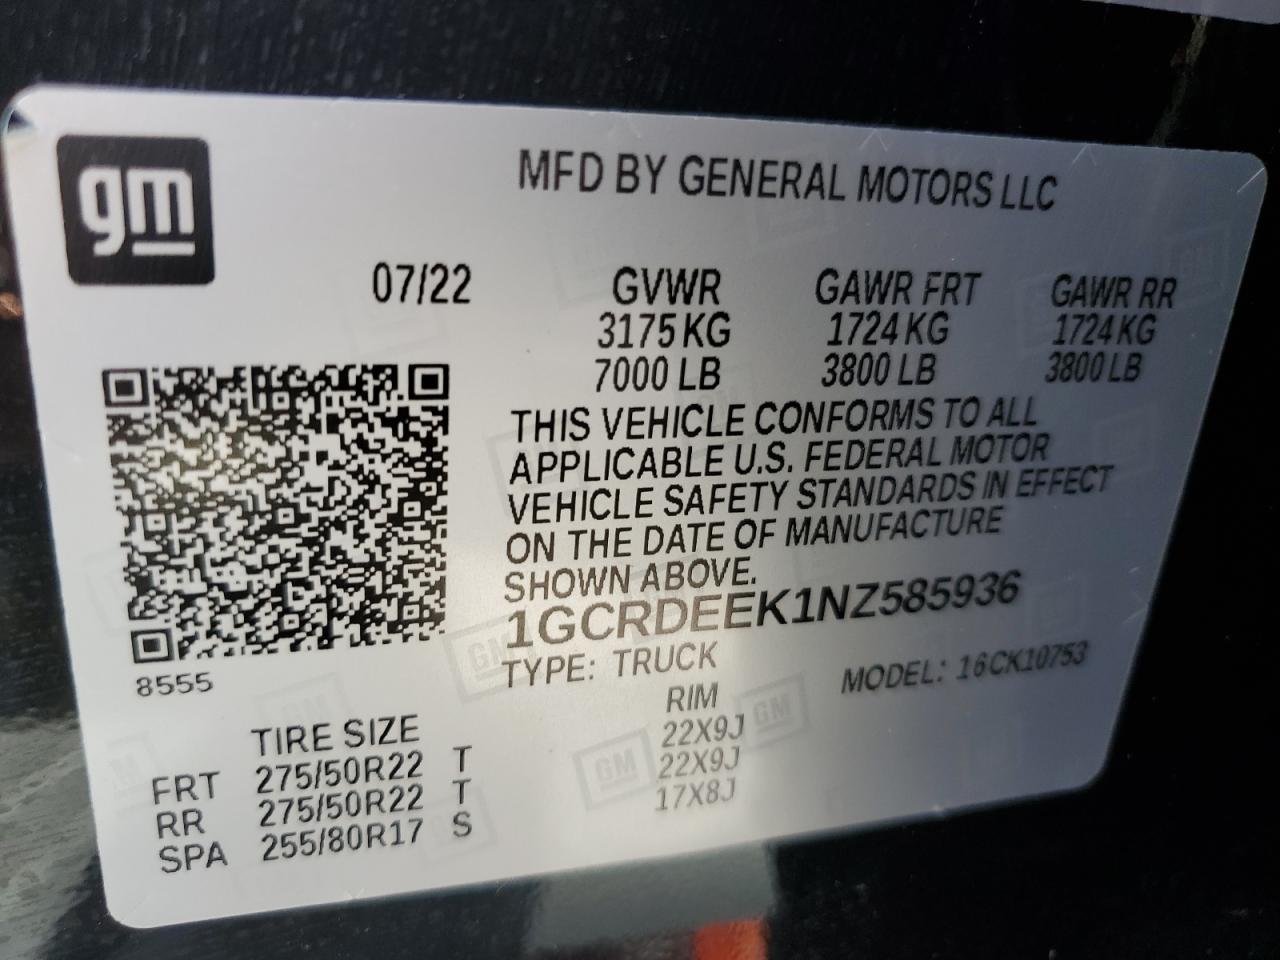 gm
MFD BY GENERAL MOTORS LLC
07/22 GVWR GAWR FRT GAWR RR
3175 KG 1724 KG 1724 KG
7000 LB 3800 LB 3800 LB
THIS VEHICLE CONFORMS TO ALL
APPLICABLE U.S. FEDERAL MOTOR
VEHICLE SAFETY STANDARDS IN EFFECT
ON THE DATE OF MANUFACTURE
SHOWN ABOVE.
1GCRDEEK1NZ585936
TYPE: TRUCK MODEL: 16CK10753
8555
TIRE SIZE RIM
FRT 275/50R22 T 22X9J
RR 275/50R22 T 22X9J
SPA 255/80R17 S 17X8J
GM
GM
GM